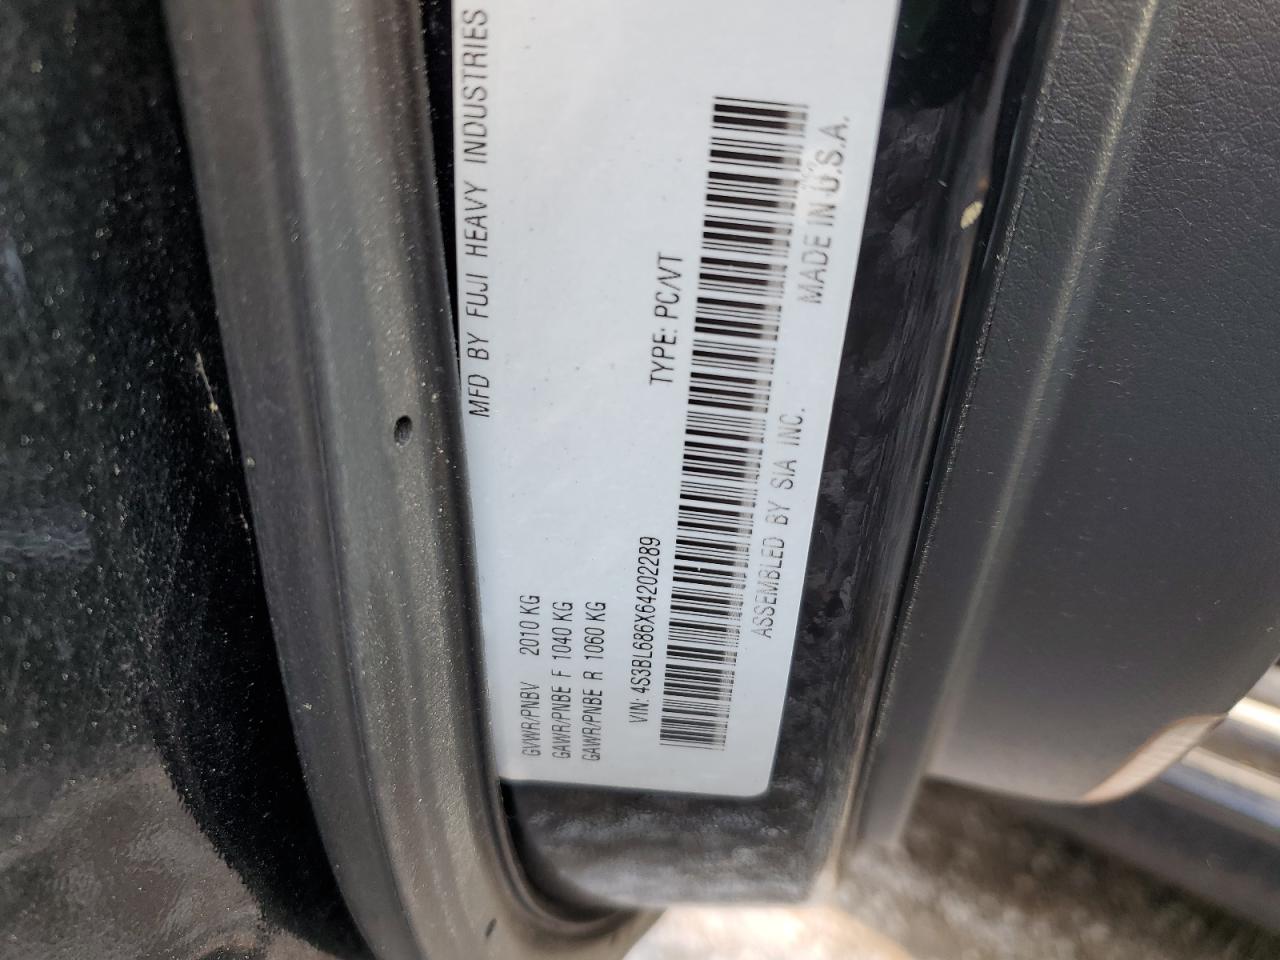 MFD BY FUJI HEAVY INDUSTRIES
GVWR/PNBV 2010 KG
GAWR/PNBE F 1040 KG
GAWR/PNBE R 1060 KG
VIN: 4S3BL686X64202289 TYPE: PC/VT
ASSEMBLED BY SIA INC. MADE IN U.S.A.